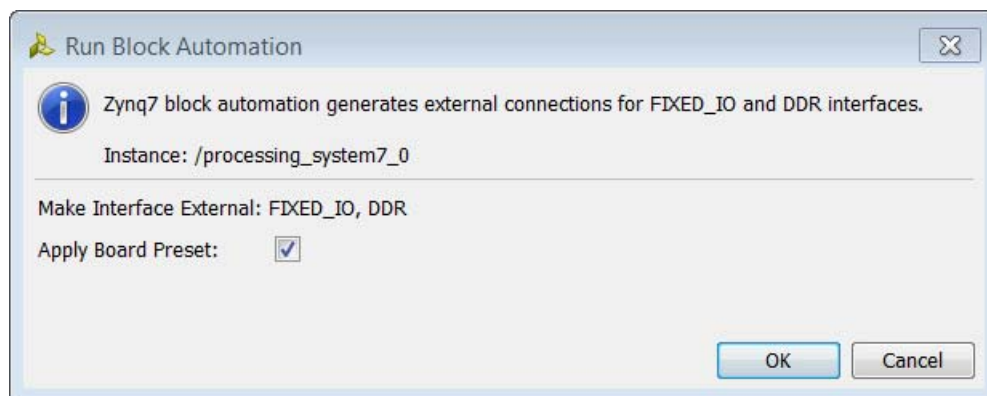 Run Block Automation
Zynq7 block automation generates external connections for FIXED_IO and DDR interfaces.
Instance: /processing_system7_0
Make Interface External: FIXED_IO, DDR
Apply Board Preset:
OK Cancel